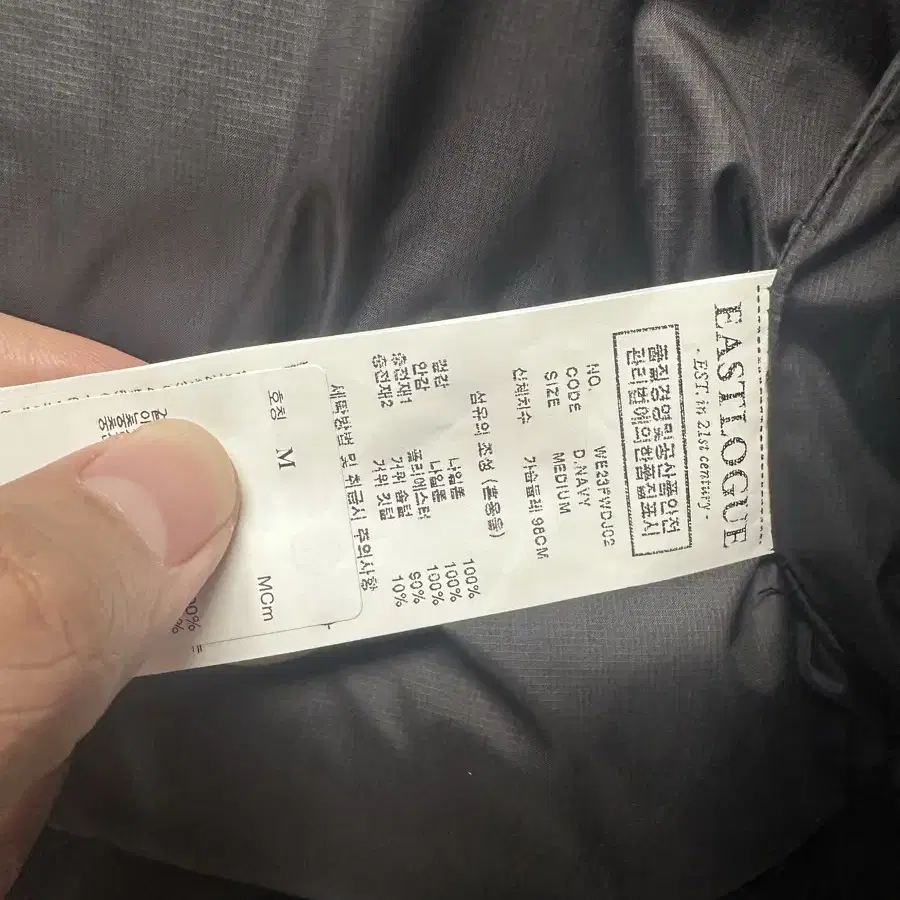 EASTLOGUE
- EST. in 21st century -
품질경영및공산품안전
관리법에의한품질표시
NO. WE23FWDJ02
CODE D.NAVY
SIZE MEDIUM
신체치수 가슴둘레 98CM
섬유의 조성 (혼용율)
겉감 나일론 100%
안감 나일론 100%
충전재1 폴리에스터 100%
충전재2 거위 솜털 90%
거위 깃털 10%
세탁방법 및 취급시 주의사항
호칭 M MCm